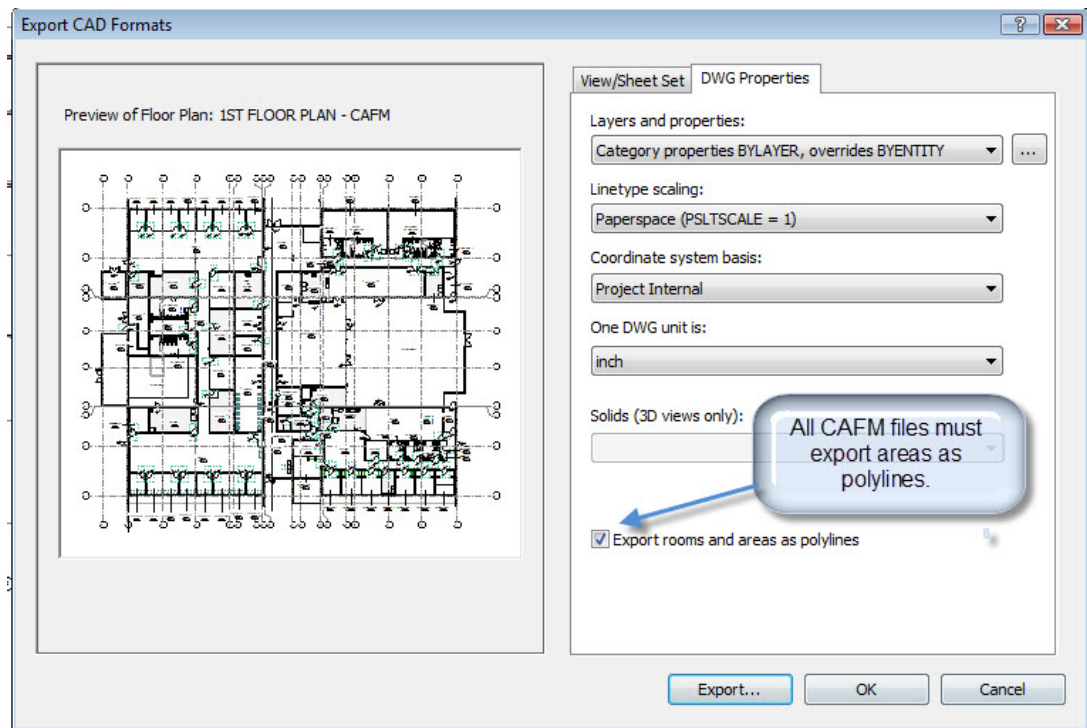 Export CAD Formats
Preview of Floor Plan: 1ST FLOOR PLAN - CAFM
View/Sheet Set
DWG Properties
Layers and properties:
Category properties BYLAYER, overrides BYENTITY
...
Linetype scaling:
Paperspace (PSLTSCALE = 1)
Coordinate system basis:
Project Internal
One DWG unit is:
inch
Solids (3D views only):
All CAFM files must
export areas as
polylines.
Export rooms and areas as polylines
Export...
OK
Cancel